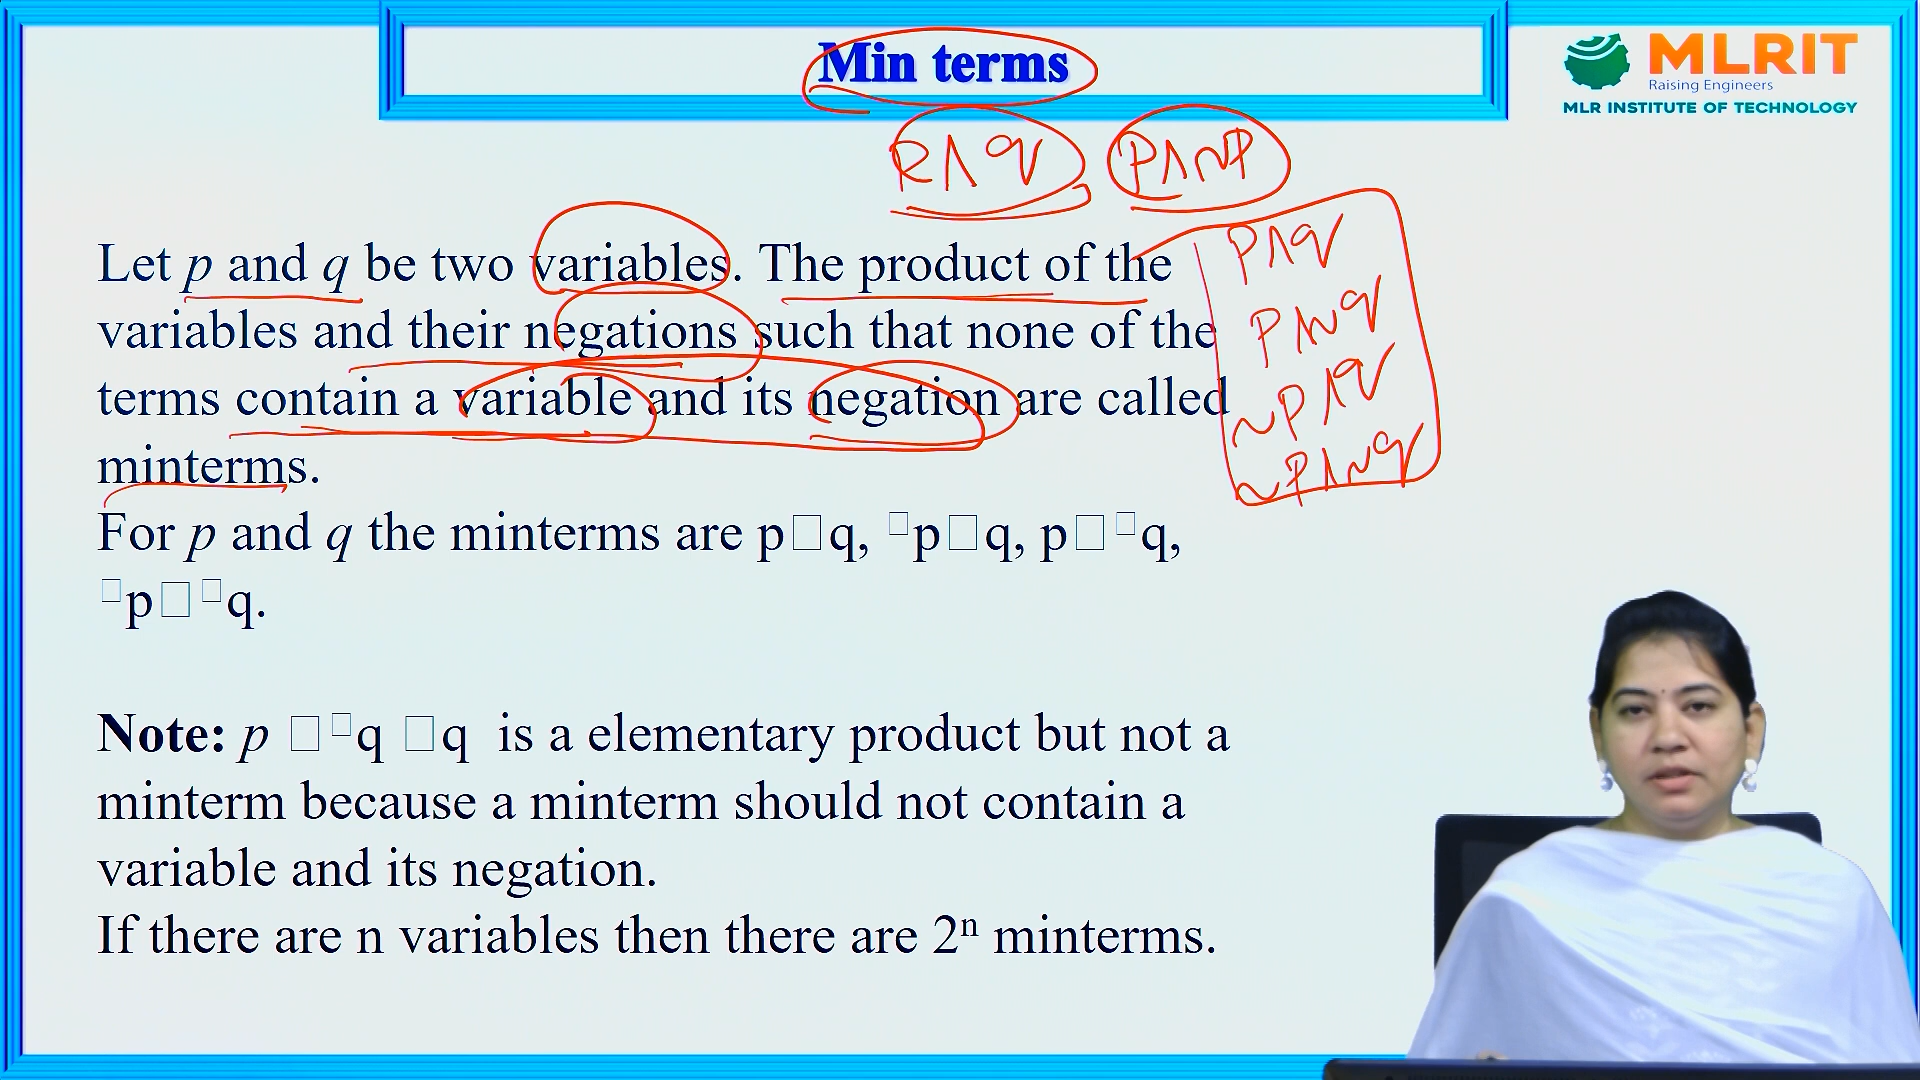 Min terms
MLRIT
Raising Engineers
MLR INSTITUTE OF TECHNOLOGY
P∧q P∧~P
Let p and q be two variables. The product of the
variables and their negations such that none of the
terms contain a variable and its negation are called
minterms.
P∧q
P∧~q
~P∧q
~P∧~q
For p and q the minterms are p□q, □p□q, p□□q,
□p□□q.
Note: p □□q □q is a elementary product but not a
minterm because a minterm should not contain a
variable and its negation.
If there are n variables then there are 2ⁿ minterms.